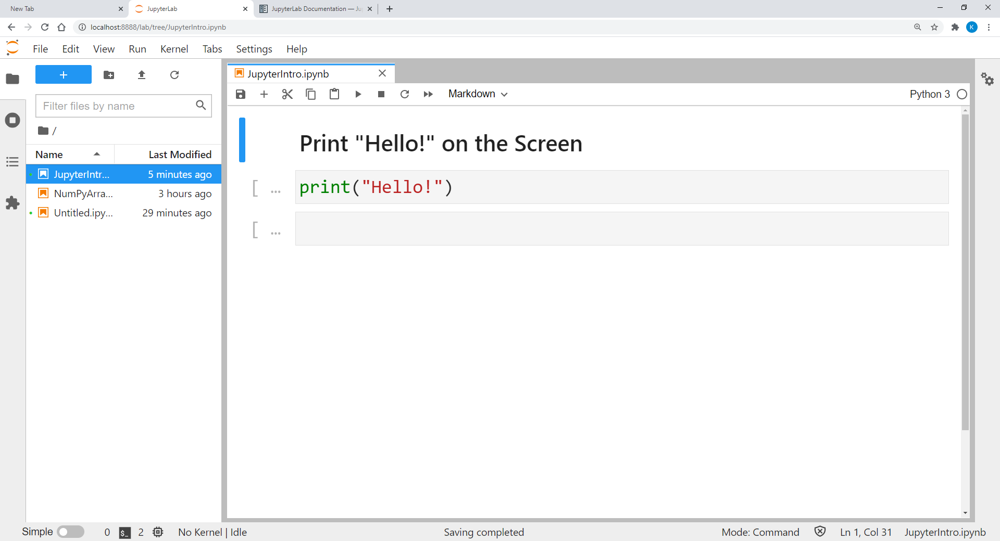 New Tab
JupyterLab
JupyterLab Documentation — Ju
localhost:8888/lab/tree/JupyterIntro.ipynb
K
File Edit View Run Kernel Tabs Settings Help
JupyterIntro.ipynb
Markdown
Python 3
Filter files by name
/
Name Last Modified
JupyterIntr... 5 minutes ago
NumPyArra... 3 hours ago
Untitled.ipy... 29 minutes ago
Print "Hello!" on the Screen
[ … print("Hello!")
[ …
Simple 0 $_ 2 No Kernel | Idle Saving completed Mode: Command Ln 1, Col 31 JupyterIntro.ipynb